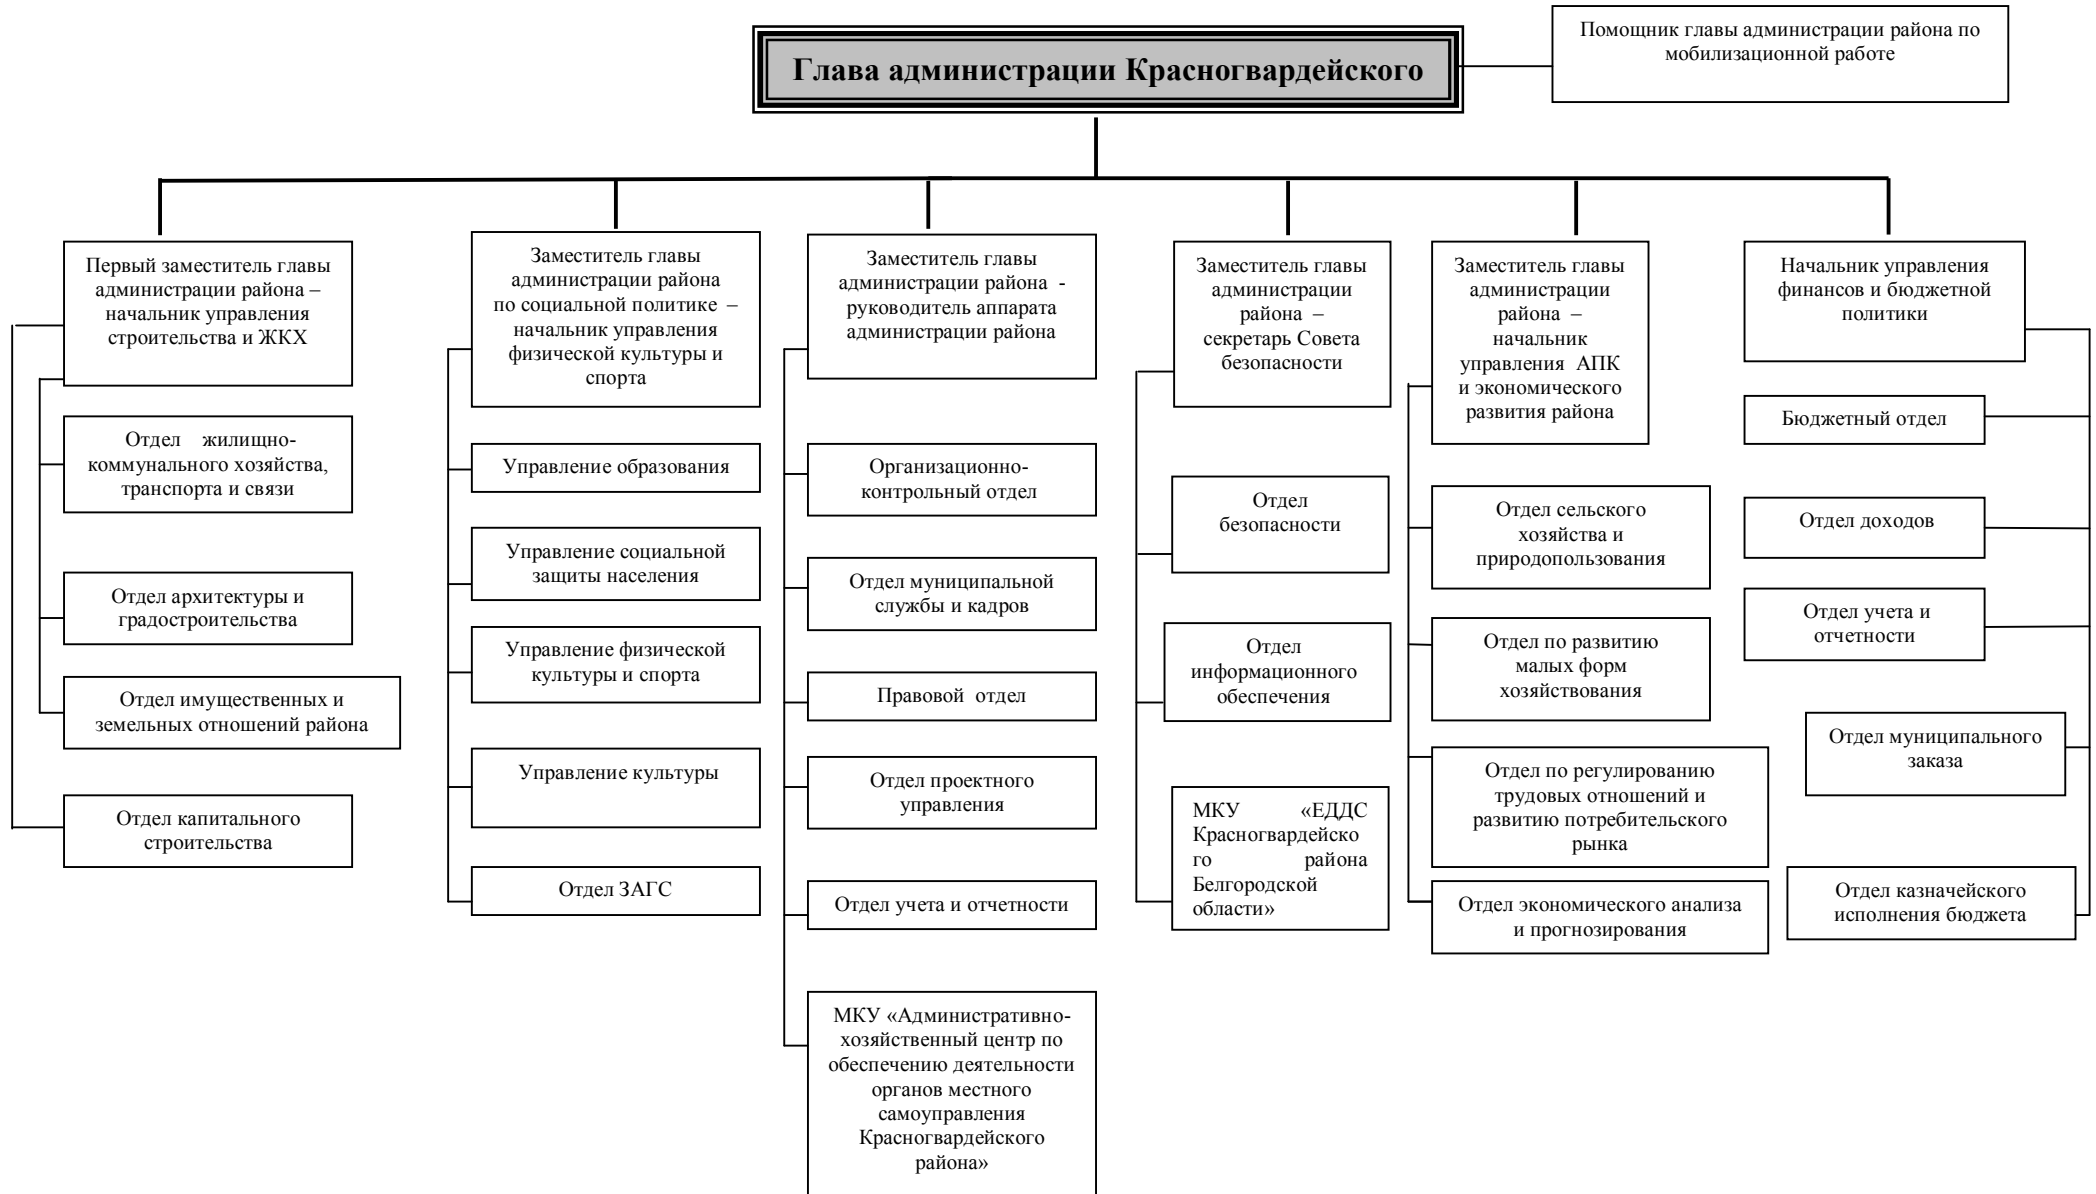 Помощник главы администрации района по
мобилизационной работе
Глава администрации Красногвардейского
Первый заместитель главы
администрации района –
начальник управления
строительства и ЖКХ
Отдел жилищно-
коммунального хозяйства,
транспорта и связи
Отдел архитектуры и
градостроительства
Отдел имущественных и
земельных отношений района
Отдел капитального
строительства
Заместитель главы
администрации района
по социальной политике –
начальник управления
физической культуры и
спорта
Управление образования
Управление социальной
защиты населения
Управление физической
культуры и спорта
Управление культуры
Отдел ЗАГС
Заместитель главы
администрации района -
руководитель аппарата
администрации района
Организационно-
контрольный отдел
Отдел муниципальной
службы и кадров
Правовой отдел
Отдел проектного
управления
Отдел учета и отчетности
МКУ «Административно-
хозяйственный центр по
обеспечению деятельности
органов местного
самоуправления
Красногвардейского
района»
Заместитель главы
администрации
района –
секретарь Совета
безопасности
Отдел
безопасности
Отдел
информационного
обеспечения
МКУ «ЕДДС
Красногвардейско
го района
Белгородской
области»
Заместитель главы
администрации
района –
начальник
управления АПК
и экономического
развития района
Отдел сельского
хозяйства и
природопользования
Отдел по развитию
малых форм
хозяйствования
Отдел по регулированию
трудовых отношений и
развитию потребительского
рынка
Отдел экономического анализа
и прогнозирования
Начальник управления
финансов и бюджетной
политики
Бюджетный отдел
Отдел доходов
Отдел учета и
отчетности
Отдел муниципального
заказа
Отдел казначейского
исполнения бюджета